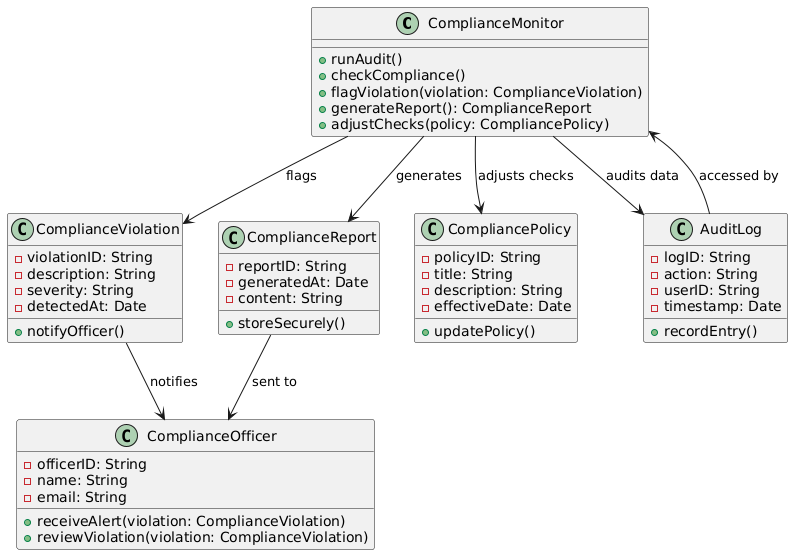 C ComplianceMonitor
runAudit()
checkCompliance()
flagViolation(violation: ComplianceViolation)
generateReport(): ComplianceReport
adjustChecks(policy: CompliancePolicy)
flags
generates
adjusts checks
audits data
accessed by
C ComplianceViolation
violationID: String
description: String
severity: String
detectedAt: Date
notifyOfficer()
C ComplianceReport
reportID: String
generatedAt: Date
content: String
storeSecurely()
C CompliancePolicy
policyID: String
title: String
description: String
effectiveDate: Date
updatePolicy()
C AuditLog
logID: String
action: String
userID: String
timestamp: Date
recordEntry()
notifies
sent to
C ComplianceOfficer
officerID: String
name: String
email: String
receiveAlert(violation: ComplianceViolation)
reviewViolation(violation: ComplianceViolation)